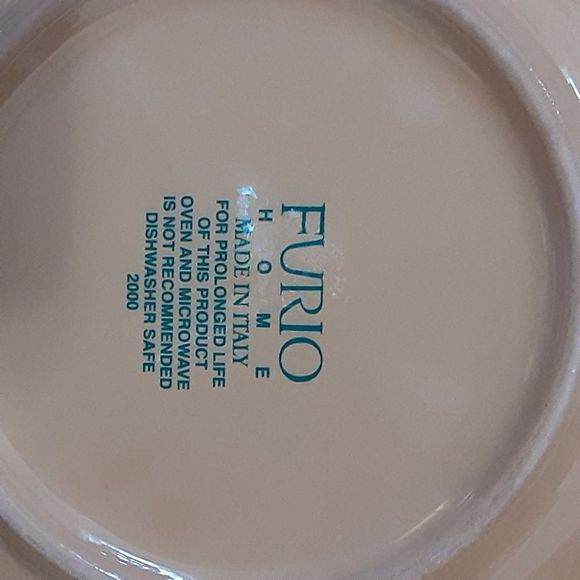 FURIO
HOME
MADE IN ITALY
FOR PROLONGED LIFE
OF THIS PRODUCT
OVEN AND MICROWAVE
IS NOT RECOMMENDED
DISHWASHER SAFE
2000